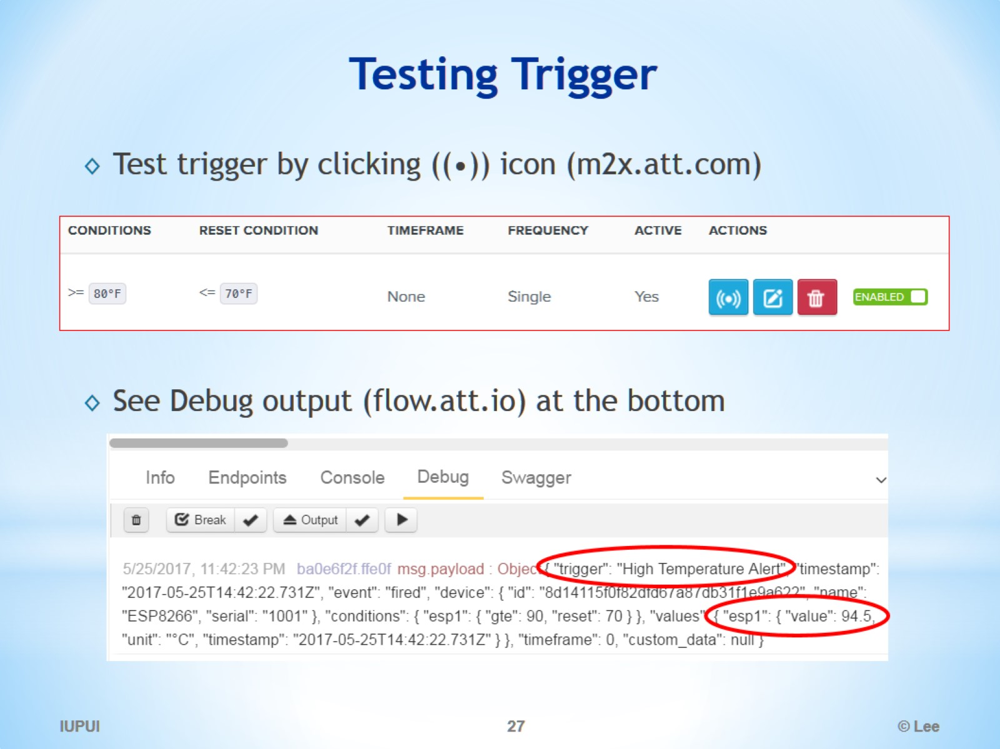 Testing Trigger
◇ Test trigger by clicking ((•)) icon (m2x.att.com)
CONDITIONS RESET CONDITION TIMEFRAME FREQUENCY ACTIVE ACTIONS
>= 80°F <= 70°F None Single Yes ENABLED
◇ See Debug output (flow.att.io) at the bottom
Info Endpoints Console Debug Swagger
Break Output
5/25/2017, 11:42:23 PM ba0e6f2f.ffe0f msg.payload : Object { "trigger": "High Temperature Alert", "timestamp":
"2017-05-25T14:42:22.731Z", "event": "fired", "device": { "id": "8d14115f0f82dfd67a87db31f1e9a622", "name":
"ESP8266", "serial": "1001" }, "conditions": { "esp1": { "gte": 90, "reset": 70 } }, "values": { "esp1": { "value": 94.5,
"unit": "°C", "timestamp": "2017-05-25T14:42:22.731Z" } }, "timeframe": 0, "custom_data": null }
IUPUI 27 © Lee